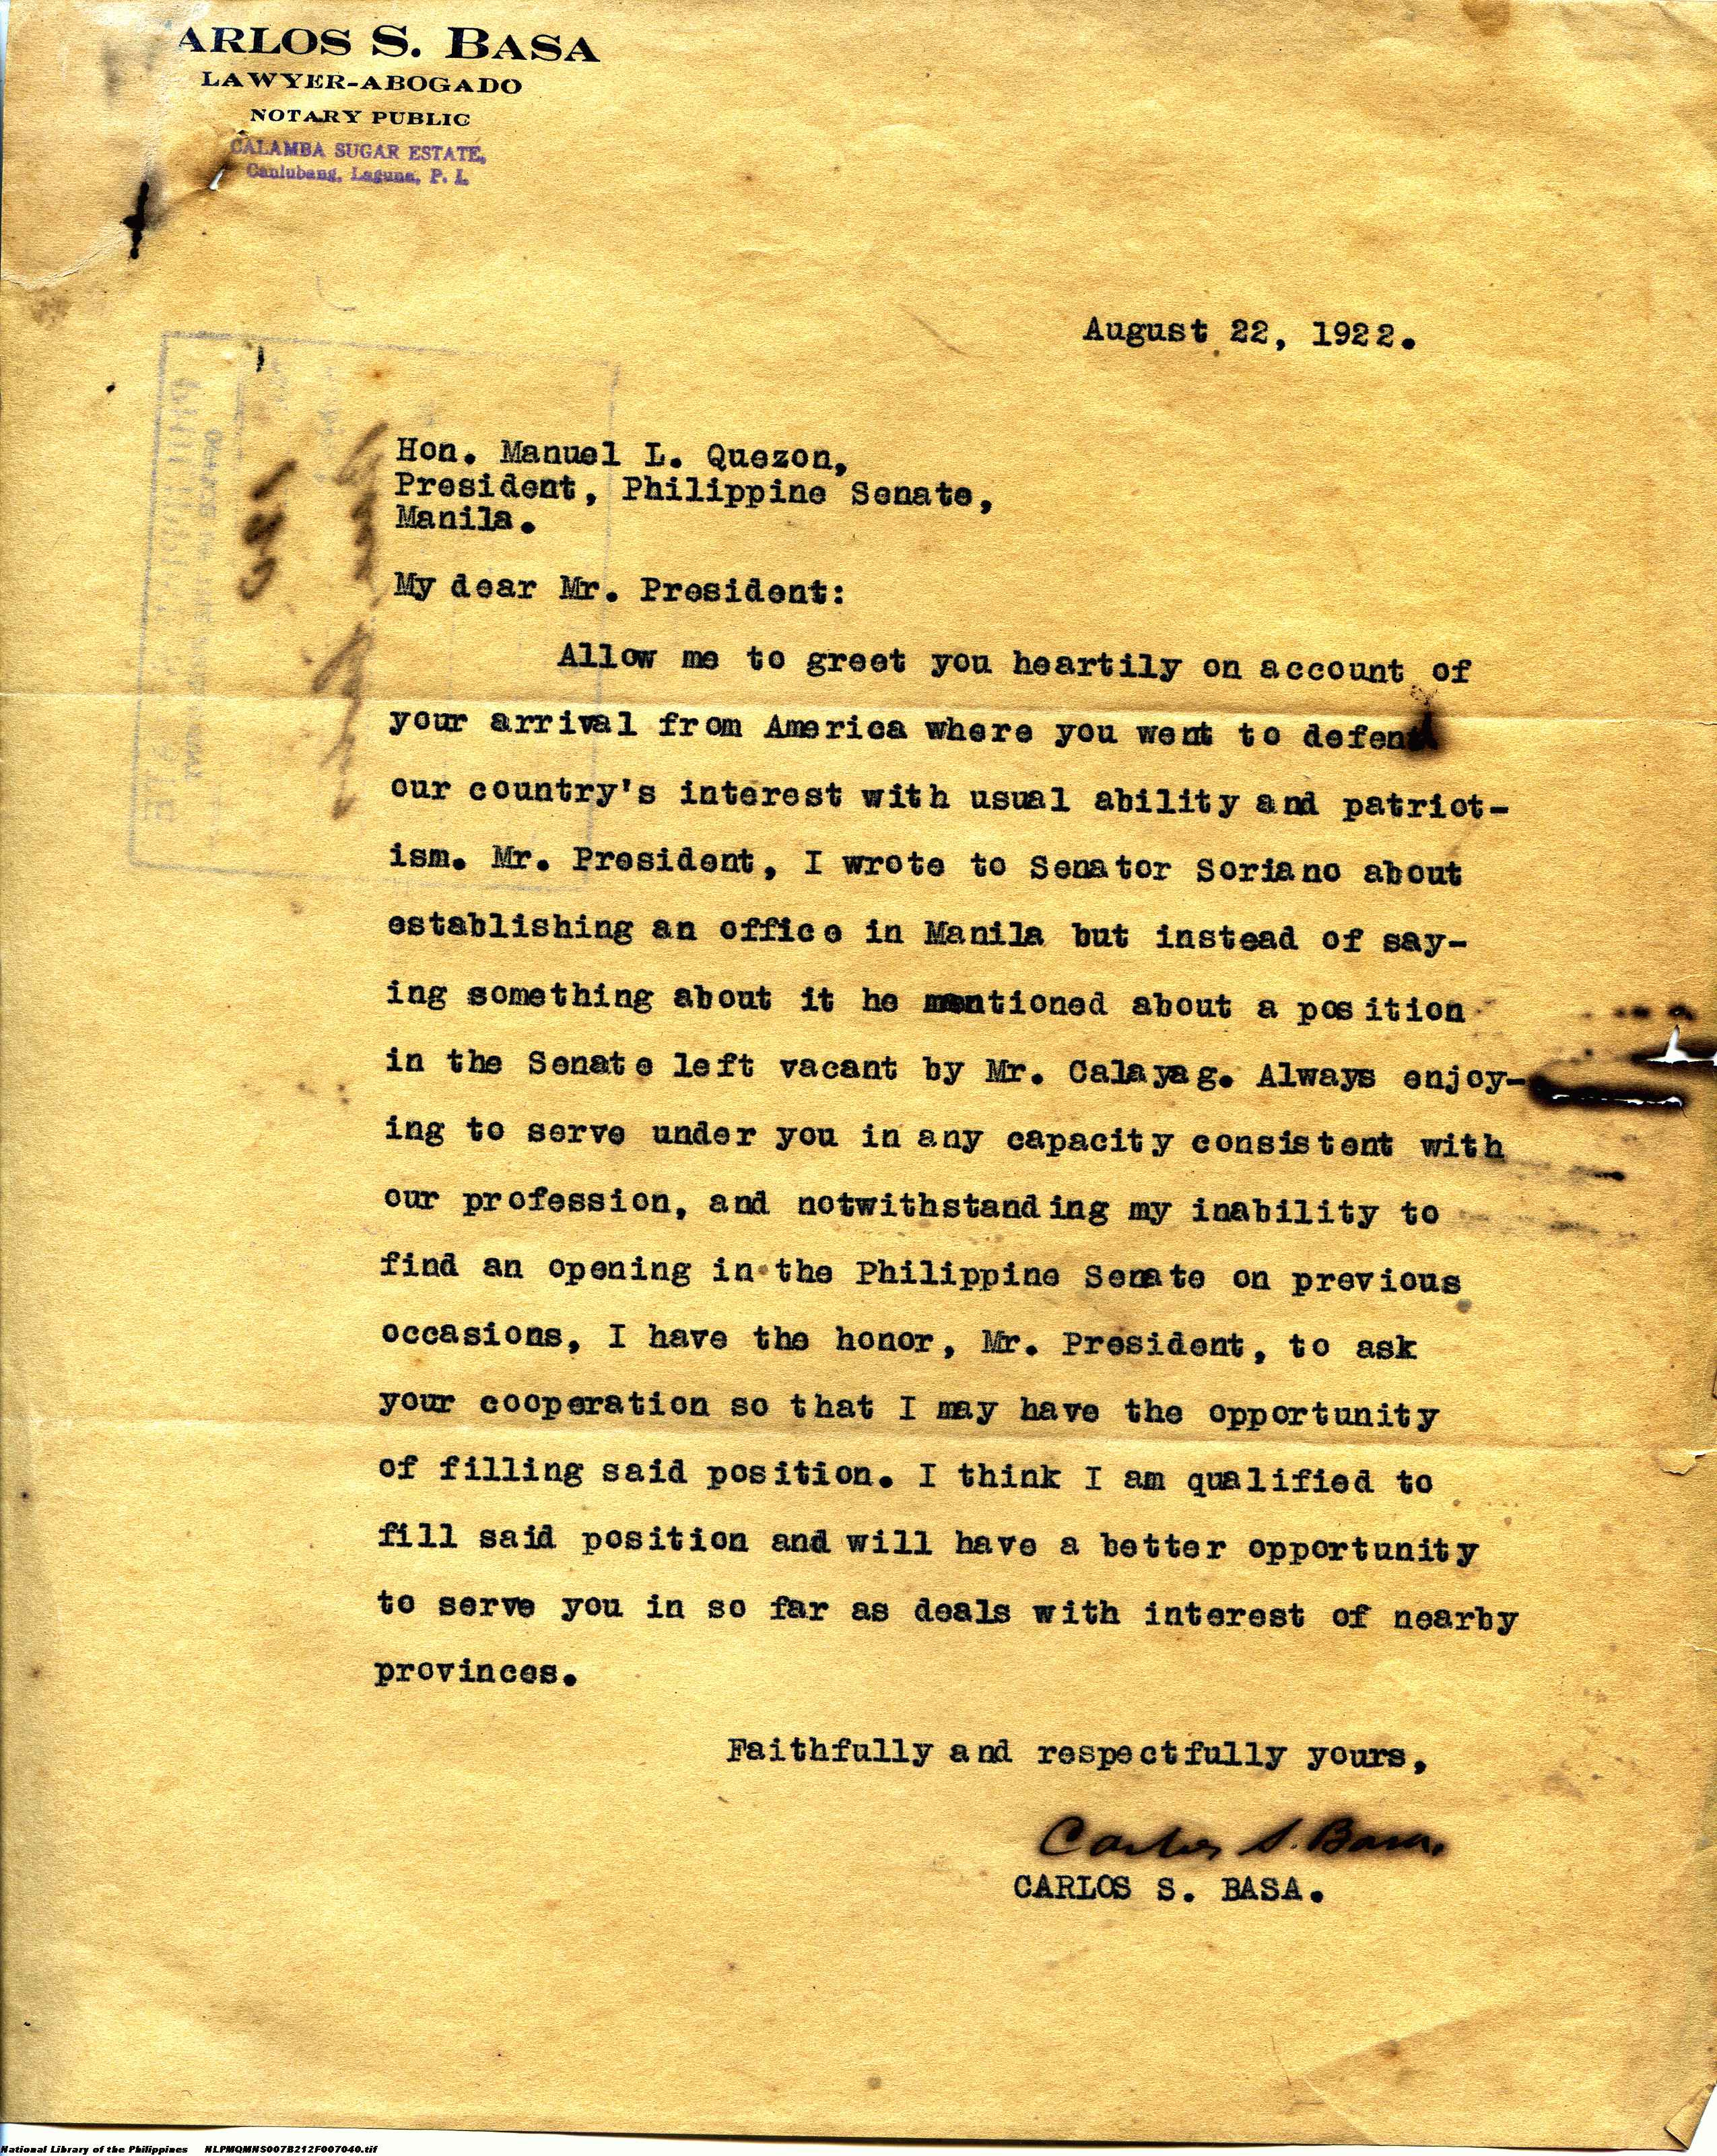 ARLOS S. BASA
LAWYER-ABOGADO
NOTARY PUBLIC
CALAMBA SUGAR ESTATE,
Canlubang, Laguna, P. I.
August 22, 1922.
Hon. Manuel L. Quezon,
President, Philippine Senate,
Manila.
My dear Mr. President:
Allow me to greet you heartily on account of
your arrival from America where you went to defend
our country's interest with usual ability and patriot-
ism. Mr. President, I wrote to Senator Soriano about
establishing an office in Manila but instead of say-
ing something about it he mentioned about a position
in the Senate left vacant by Mr. Calayag. Always enjoy-
ing to serve under you in any capacity consistent with
our profession, and notwithstanding my inability to
find an opening in the Philippine Senate on previous
occasions, I have the honor, Mr. President, to ask
your cooperation so that I may have the opportunity
of filling said position. I think I am qualified to
fill said position and will have a better opportunity
to serve you in so far as deals with interest of nearby
provinces.
Faithfully and respectfully yours,
Carlos S. Basa.
CARLOS S. BASA.
National Library of the Philippines NLPMQMNS007B212F007040.tif